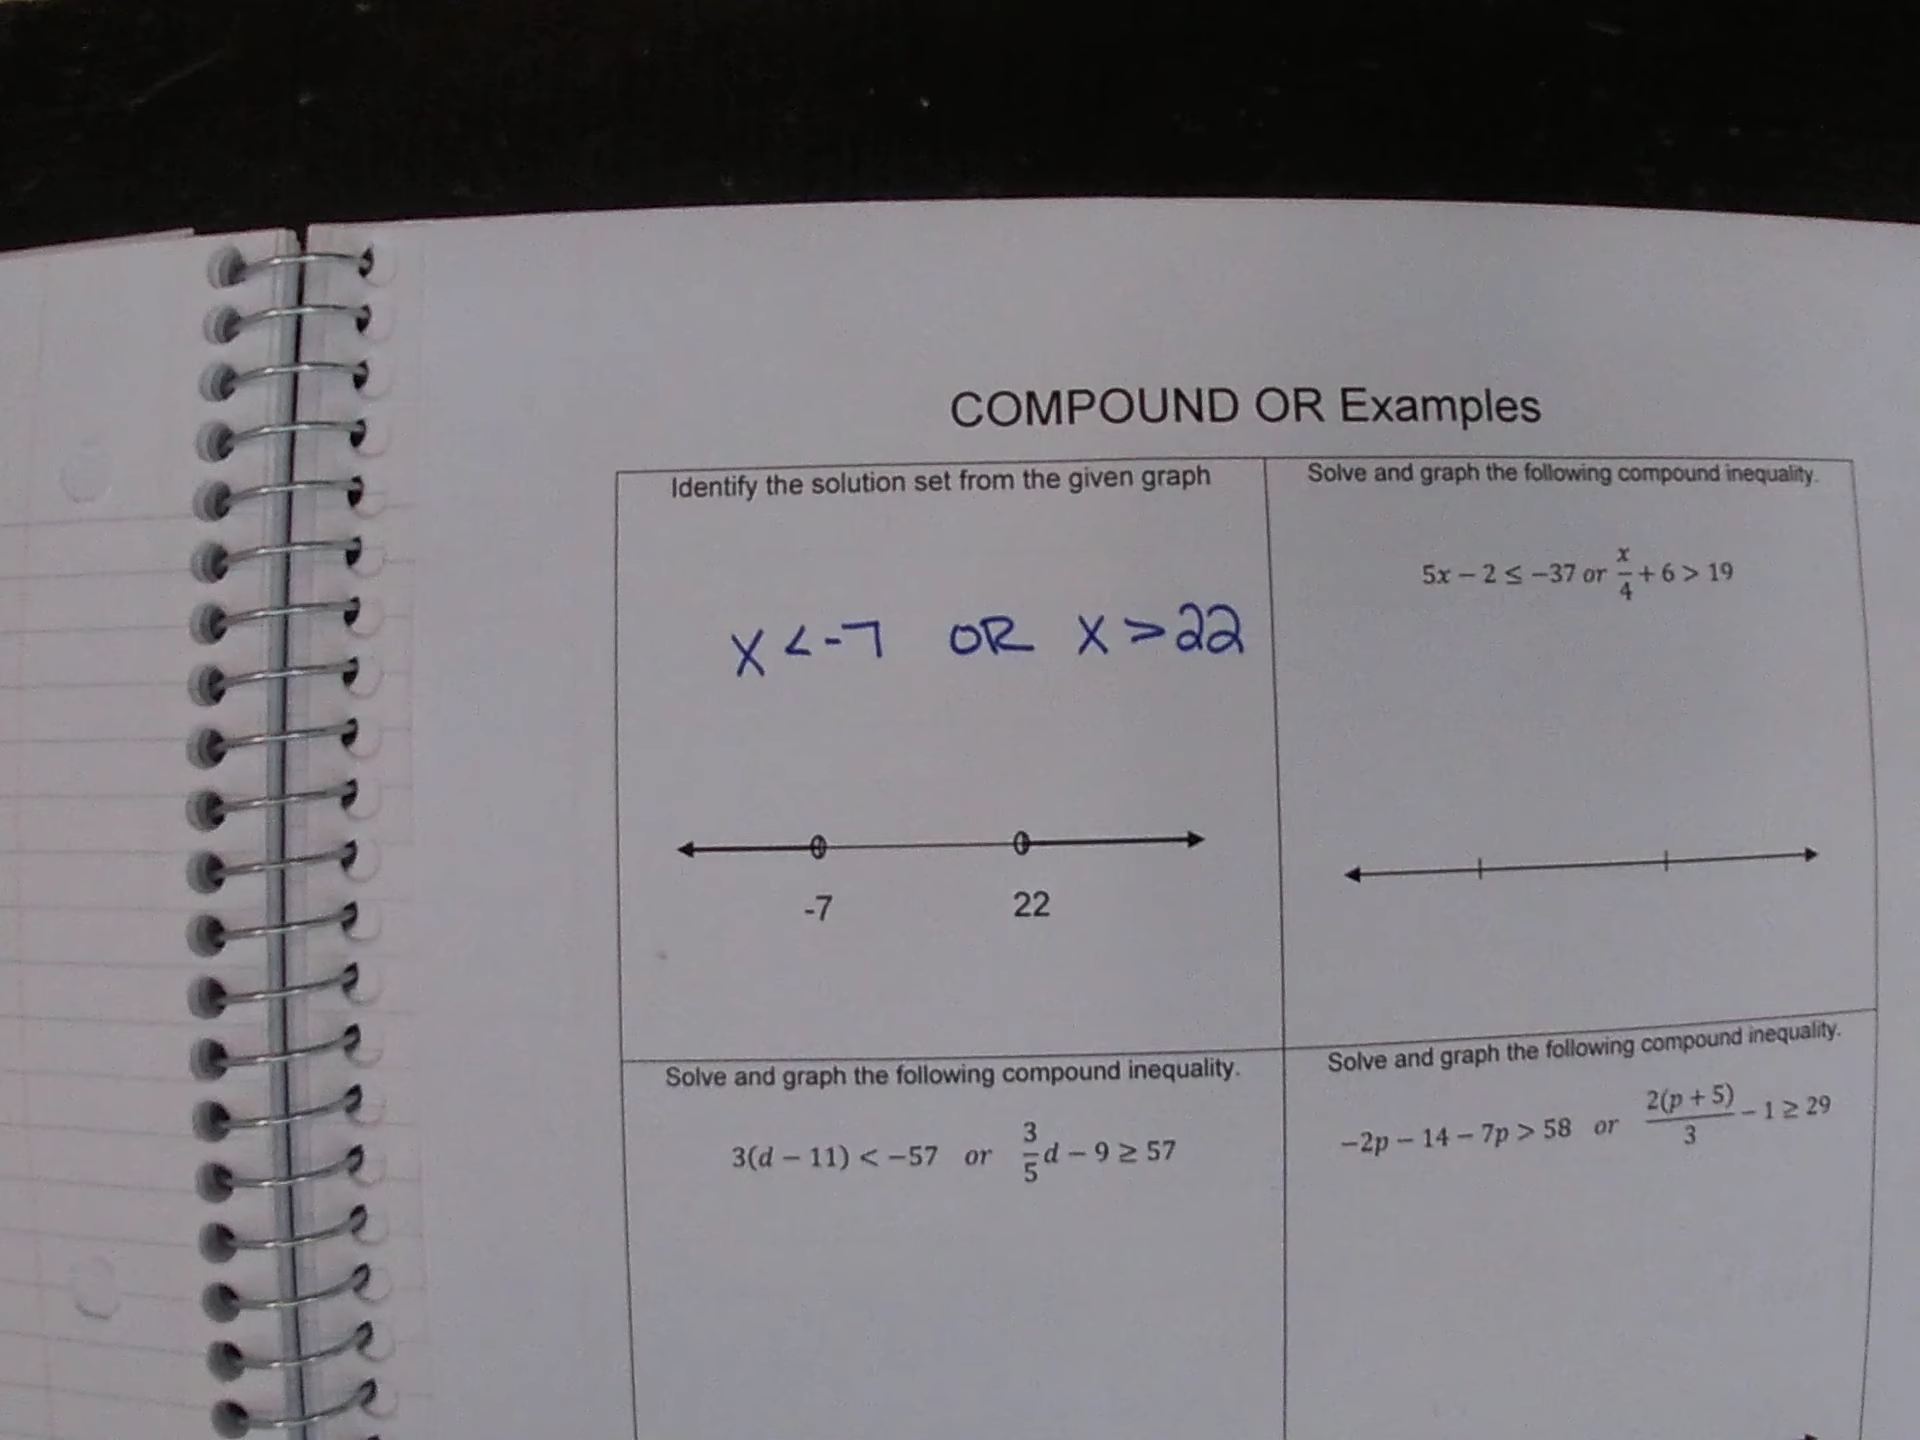 COMPOUND OR Examples
Identify the solution set from the given graph
x < -7 OR x > 22
-7 22
Solve and graph the following compound inequality.
5x − 2 ≤ −37 or x/4 + 6 > 19
Solve and graph the following compound inequality.
3(d − 11) < −57 or 3/5 d − 9 ≥ 57
Solve and graph the following compound inequality.
−2p − 14 − 7p > 58 or 2(p + 5)/3 − 1 ≥ 29